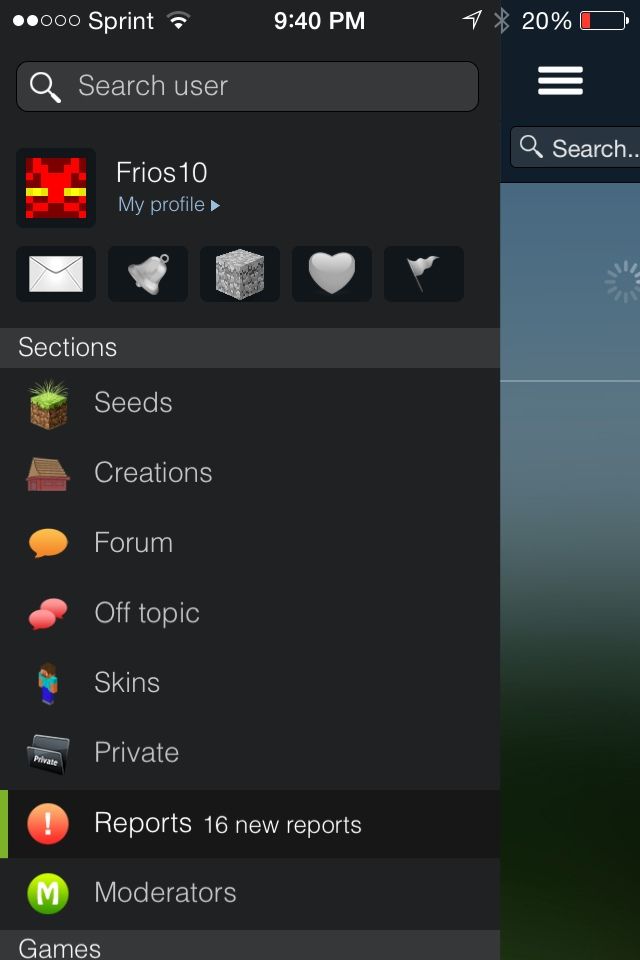 Sprint 9:40 PM 20%
Search user
Search...
Frios10
My profile
Sections
Seeds
Creations
Forum
Off topic
Skins
Private
Private
! Reports 16 new reports
M Moderators
Games